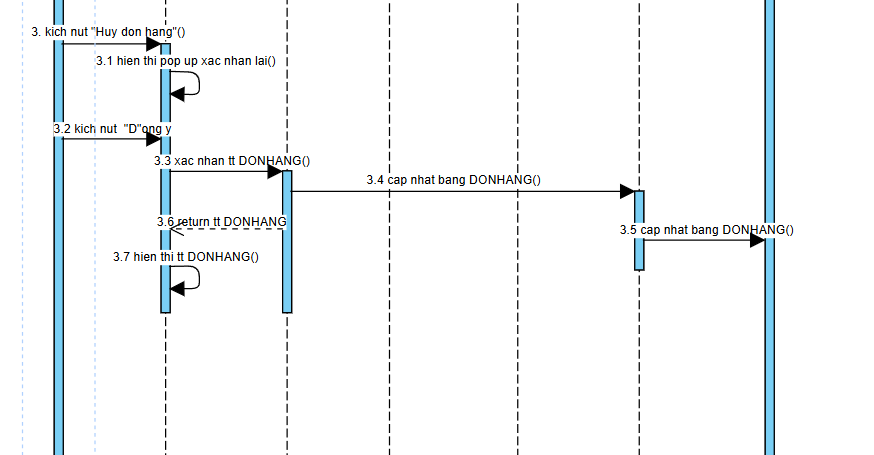 3. kich nut "Huy don hang"()
3.1 hien thi pop up xac nhan lai()
3.2 kich nut  "D"ong y
3.3 xac nhan tt DONHANG()
3.4 cap nhat bang DONHANG()
3.6 return tt DONHANG
3.5 cap nhat bang DONHANG()
3.7 hien thi tt DONHANG()